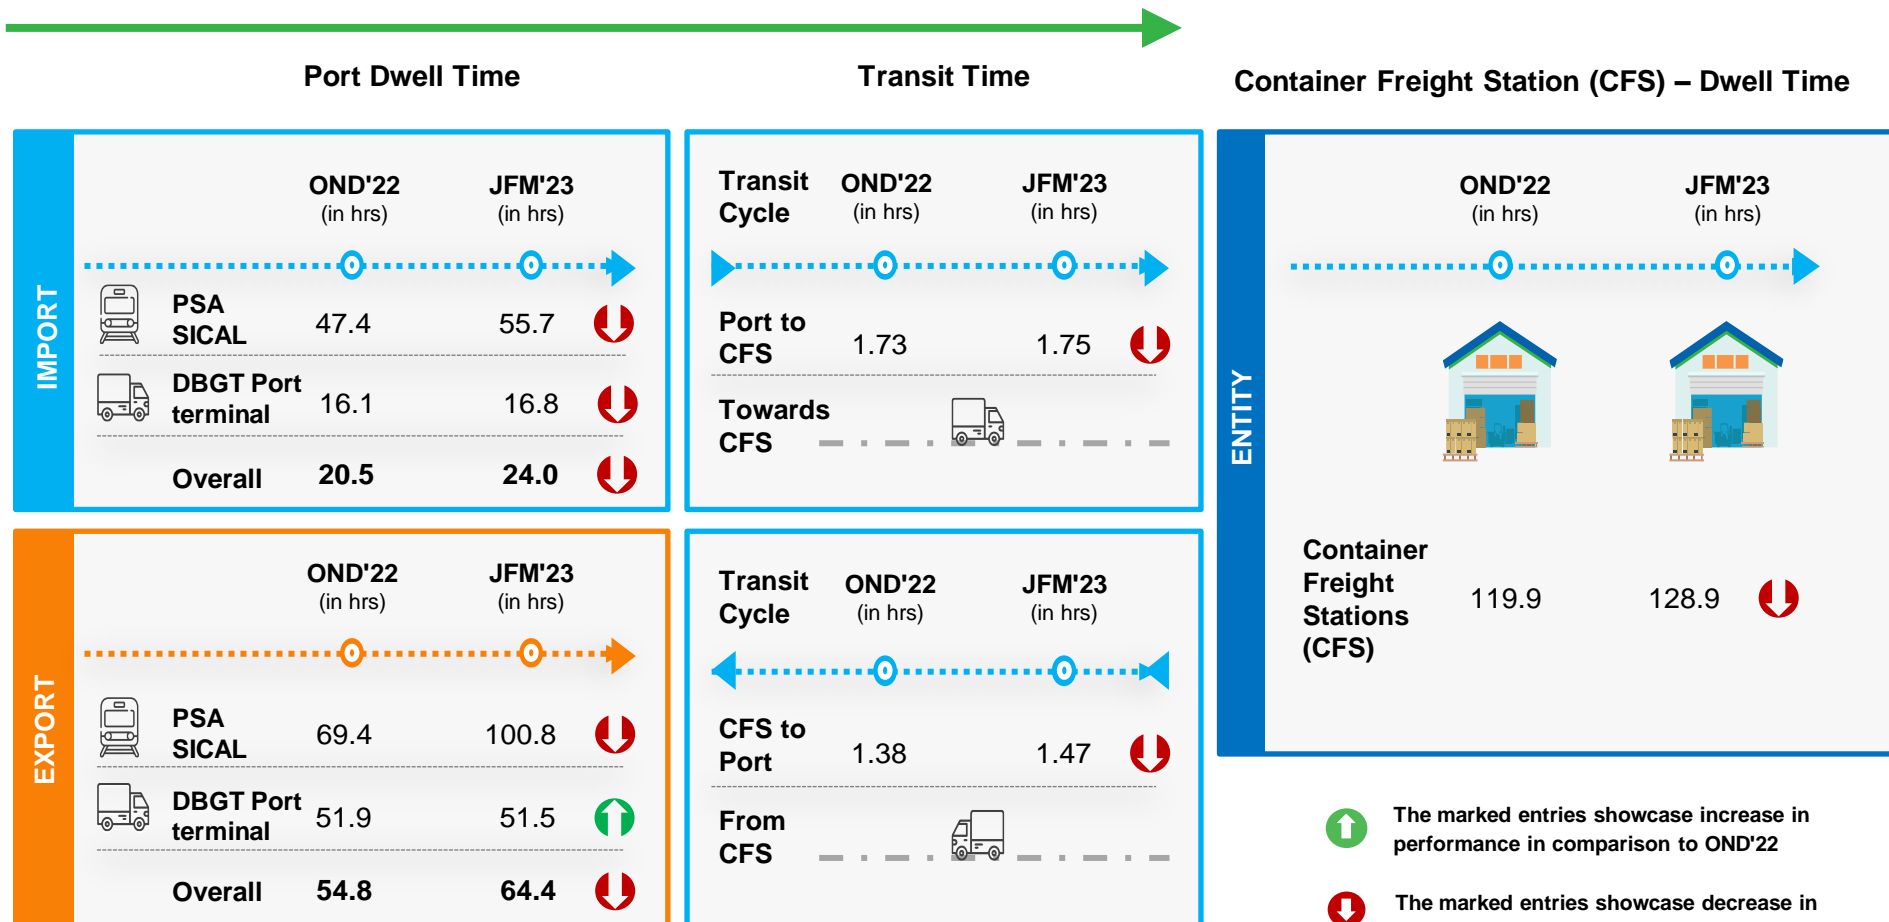 Port Dwell Time
Transit Time
Container Freight Station (CFS) – Dwell Time
IMPORT
OND'22 JFM'23
(in hrs) (in hrs)
PSA
SICAL 47.4 55.7
DBGT Port
terminal 16.1 16.8
Overall 20.5 24.0
Transit OND'22 JFM'23
Cycle (in hrs) (in hrs)
Port to
CFS 1.73 1.75
Towards
CFS
ENTITY
OND'22 JFM'23
(in hrs) (in hrs)
Container
Freight
Stations 119.9 128.9
(CFS)
EXPORT
OND'22 JFM'23
(in hrs) (in hrs)
PSA
SICAL 69.4 100.8
DBGT Port
terminal 51.9 51.5
Overall 54.8 64.4
Transit OND'22 JFM'23
Cycle (in hrs) (in hrs)
CFS to
Port 1.38 1.47
From
CFS
The marked entries showcase increase in
performance in comparison to OND'22
The marked entries showcase decrease in